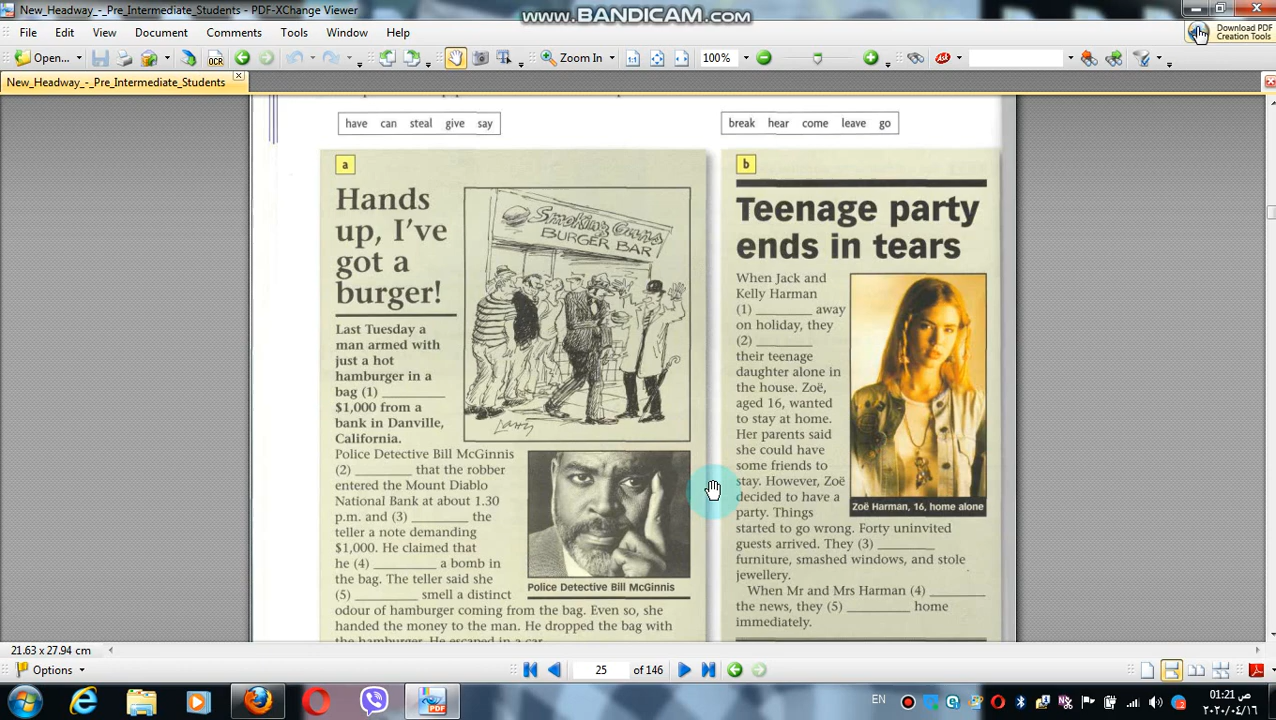 New_Headway_-_Pre_Intermediate_Students - PDF-XChange Viewer
www.BANDICAM.com
File Edit View Document Comments Tools Window Help
Download PDF
Creation Tools
Open... OCR Zoom In 100%
New_Headway_-_Pre_Intermediate_Students
have can steal give say
break hear come leave go
a
Hands
up, I've
got a
burger!
Smoking Guns
BURGER BAR
Larry
Last Tuesday a
man armed with
just a hot
hamburger in a
bag (1) ________
$1,000 from a
bank in Danville,
California.
Police Detective Bill McGinnis
(2) ________ that the robber
entered the Mount Diablo
National Bank at about 1.30
p.m. and (3) ________ the
teller a note demanding
$1,000. He claimed that
he (4) ________ a bomb in
the bag. The teller said she
(5) ________ smell a distinct
odour of hamburger coming from the bag. Even so, she
handed the money to the man. He dropped the bag with
the hamburger. He escaped in a car
Police Detective Bill McGinnis
b
Teenage party
ends in tears
When Jack and
Kelly Harman
(1) ________ away
on holiday, they
(2) ________
their teenage
daughter alone in
the house. Zoë,
aged 16, wanted
to stay at home.
Her parents said
she could have
some friends to
stay. However, Zoë
decided to have a
party. Things
started to go wrong. Forty uninvited
guests arrived. They (3) ________
furniture, smashed windows, and stole
jewellery.
When Mr and Mrs Harman (4) ________
the news, they (5) ________ home
immediately.
Zoë Harman, 16, home alone
21.63 x 27.94 cm
Options 25 of 146
EN
01:21 ص
٢٠٢٠/٠٤/١٦